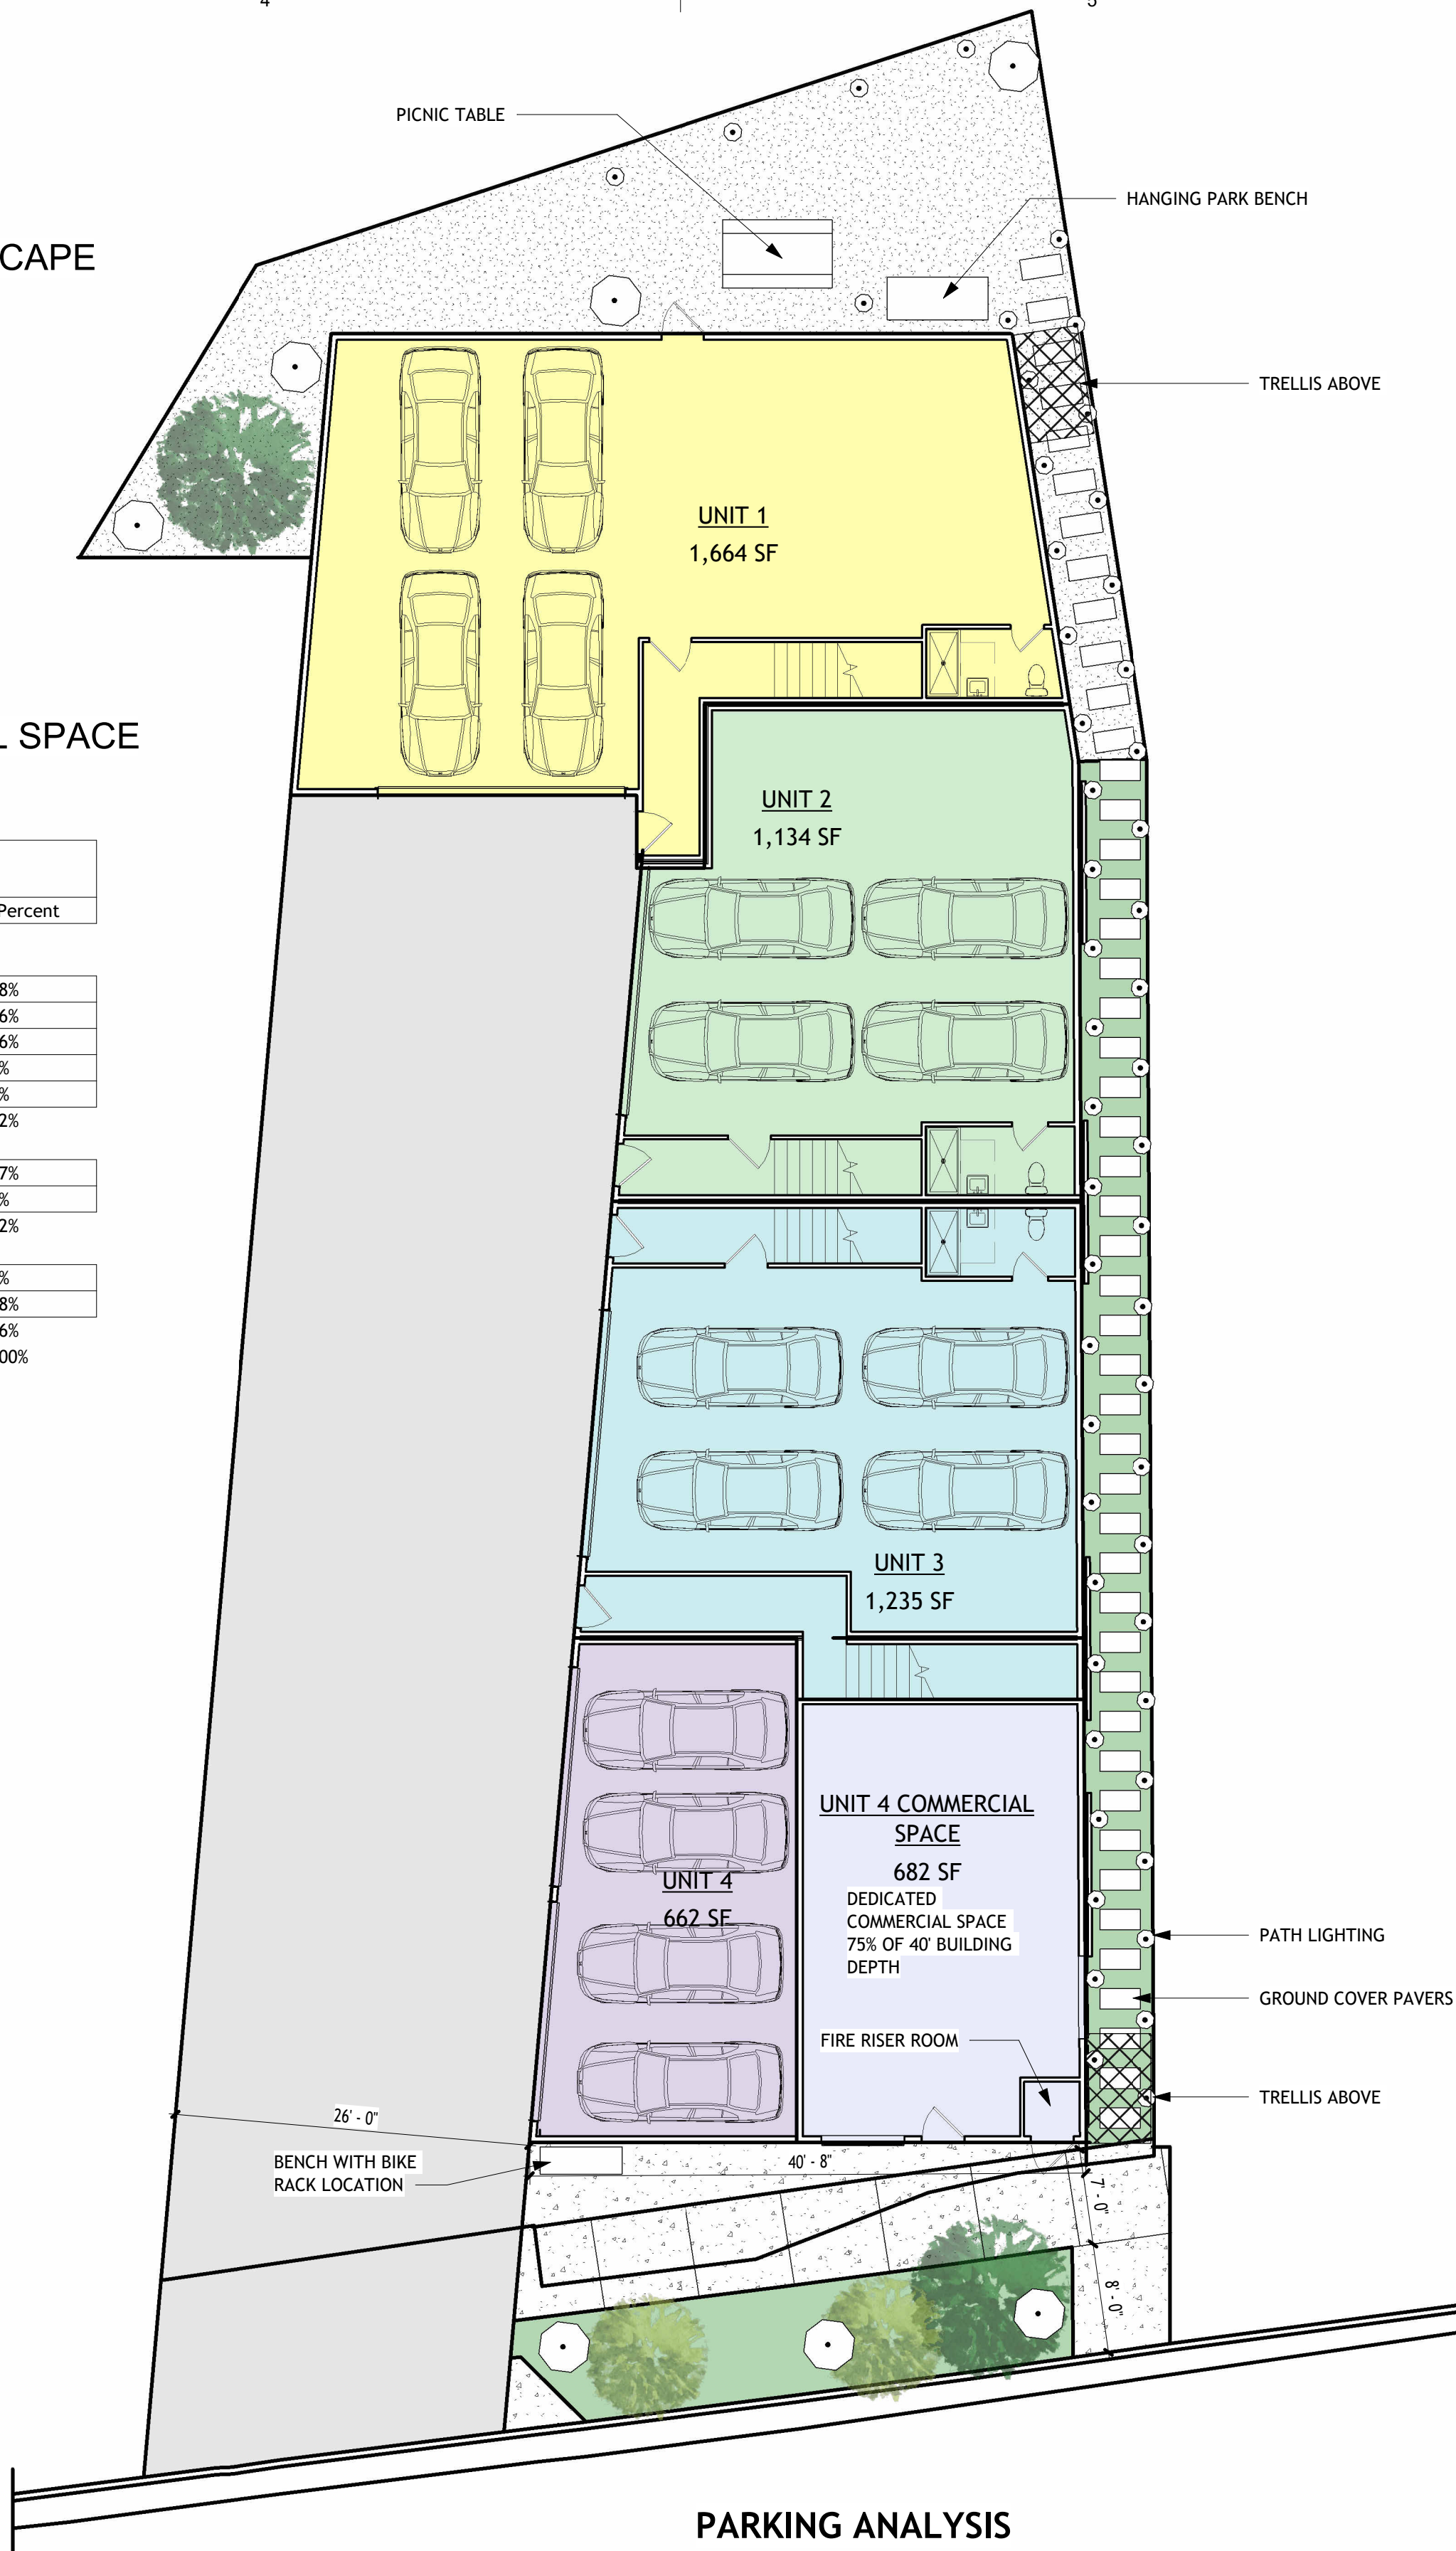 4
5
PICNIC TABLE
HANGING PARK BENCH
CAPE
TRELLIS ABOVE
UNIT 1
1,664 SF
L SPACE
UNIT 2
1,134 SF
Percent
8%
6%
6%
%
%
2%
7%
%
2%
%
8%
6%
00%
UNIT 3
1,235 SF
UNIT 4 COMMERCIAL
SPACE
682 SF
DEDICATED
COMMERCIAL SPACE
75% OF 40' BUILDING
DEPTH
UNIT 4
662 SF
PATH LIGHTING
GROUND COVER PAVERS
FIRE RISER ROOM
TRELLIS ABOVE
26' - 0"
BENCH WITH BIKE
RACK LOCATION
40' - 8"
7' - 0"
8' - 0"
PARKING ANALYSIS